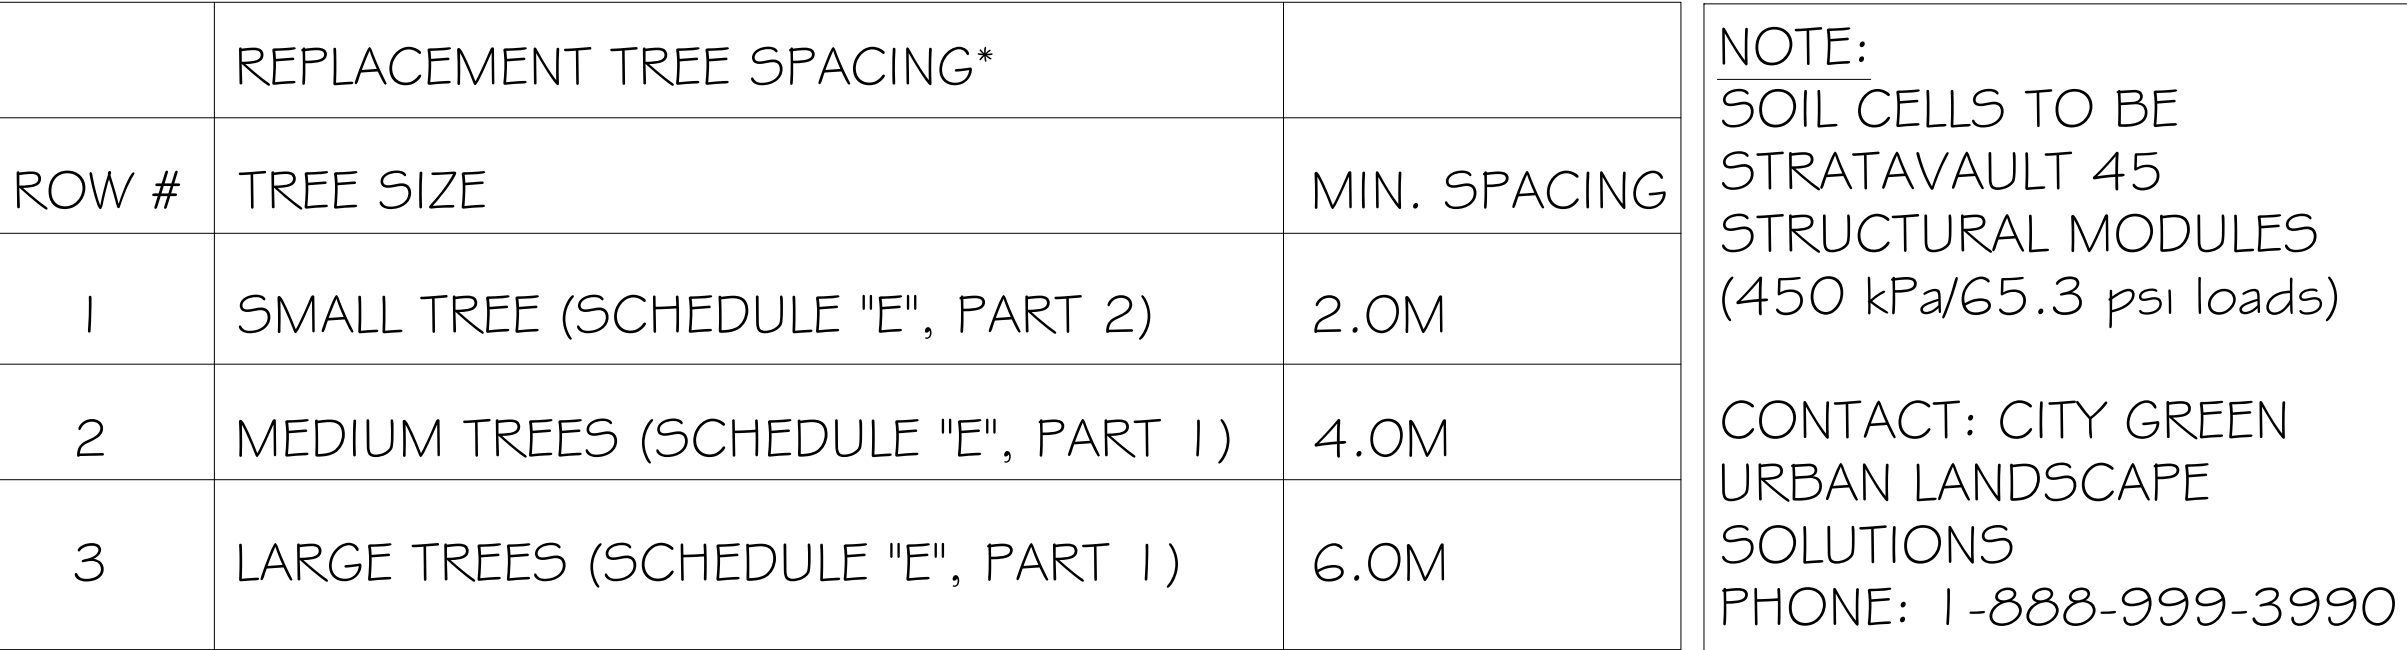 REPLACEMENT TREE SPACING*
ROW # TREE SIZE MIN. SPACING
1 SMALL TREE (SCHEDULE "E", PART 2) 2.0M
2 MEDIUM TREES (SCHEDULE "E", PART 1) 4.0M
3 LARGE TREES (SCHEDULE "E", PART 1) 6.0M
NOTE:
SOIL CELLS TO BE
STRATAVAULT 45
STRUCTURAL MODULES
(450 kPa/65.3 psi loads)
CONTACT: CITY GREEN
URBAN LANDSCAPE
SOLUTIONS
PHONE: 1-888-999-3990